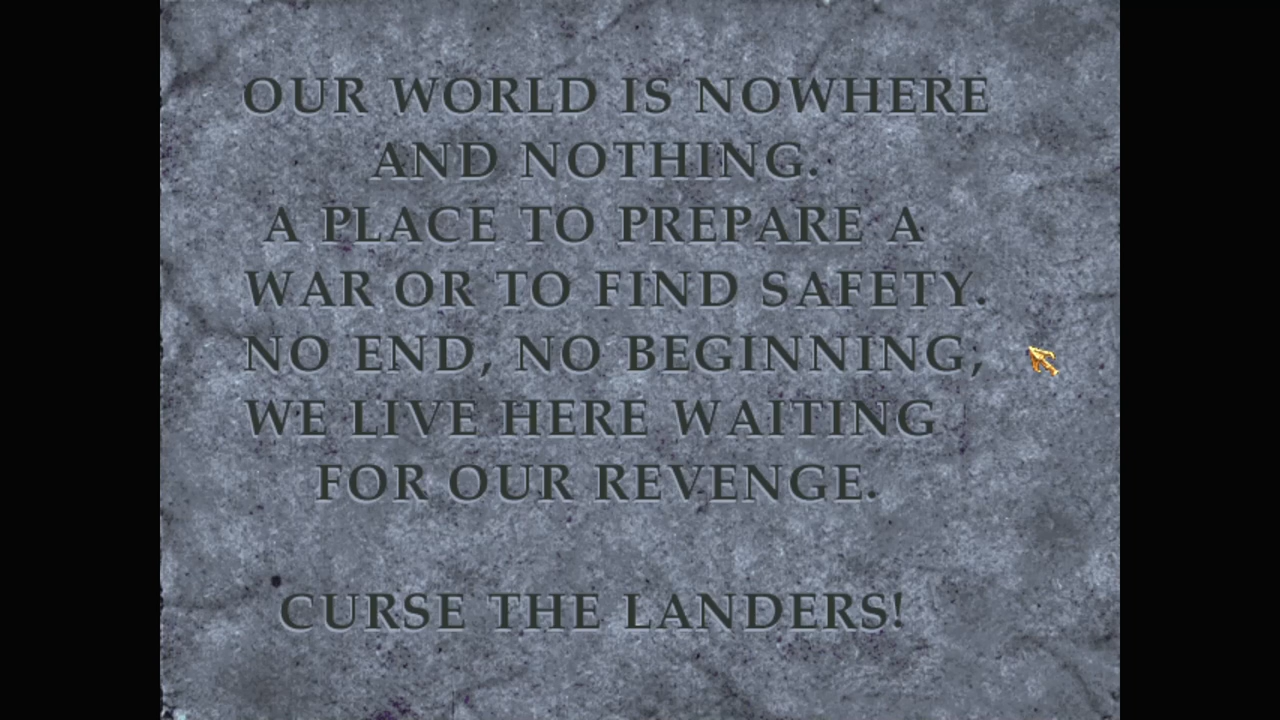 OUR WORLD IS NOWHERE
AND NOTHING.
A PLACE TO PREPARE A
WAR OR TO FIND SAFETY.
NO END, NO BEGINNING;
WE LIVE HERE WAITING
FOR OUR REVENGE.
CURSE THE LANDERS!